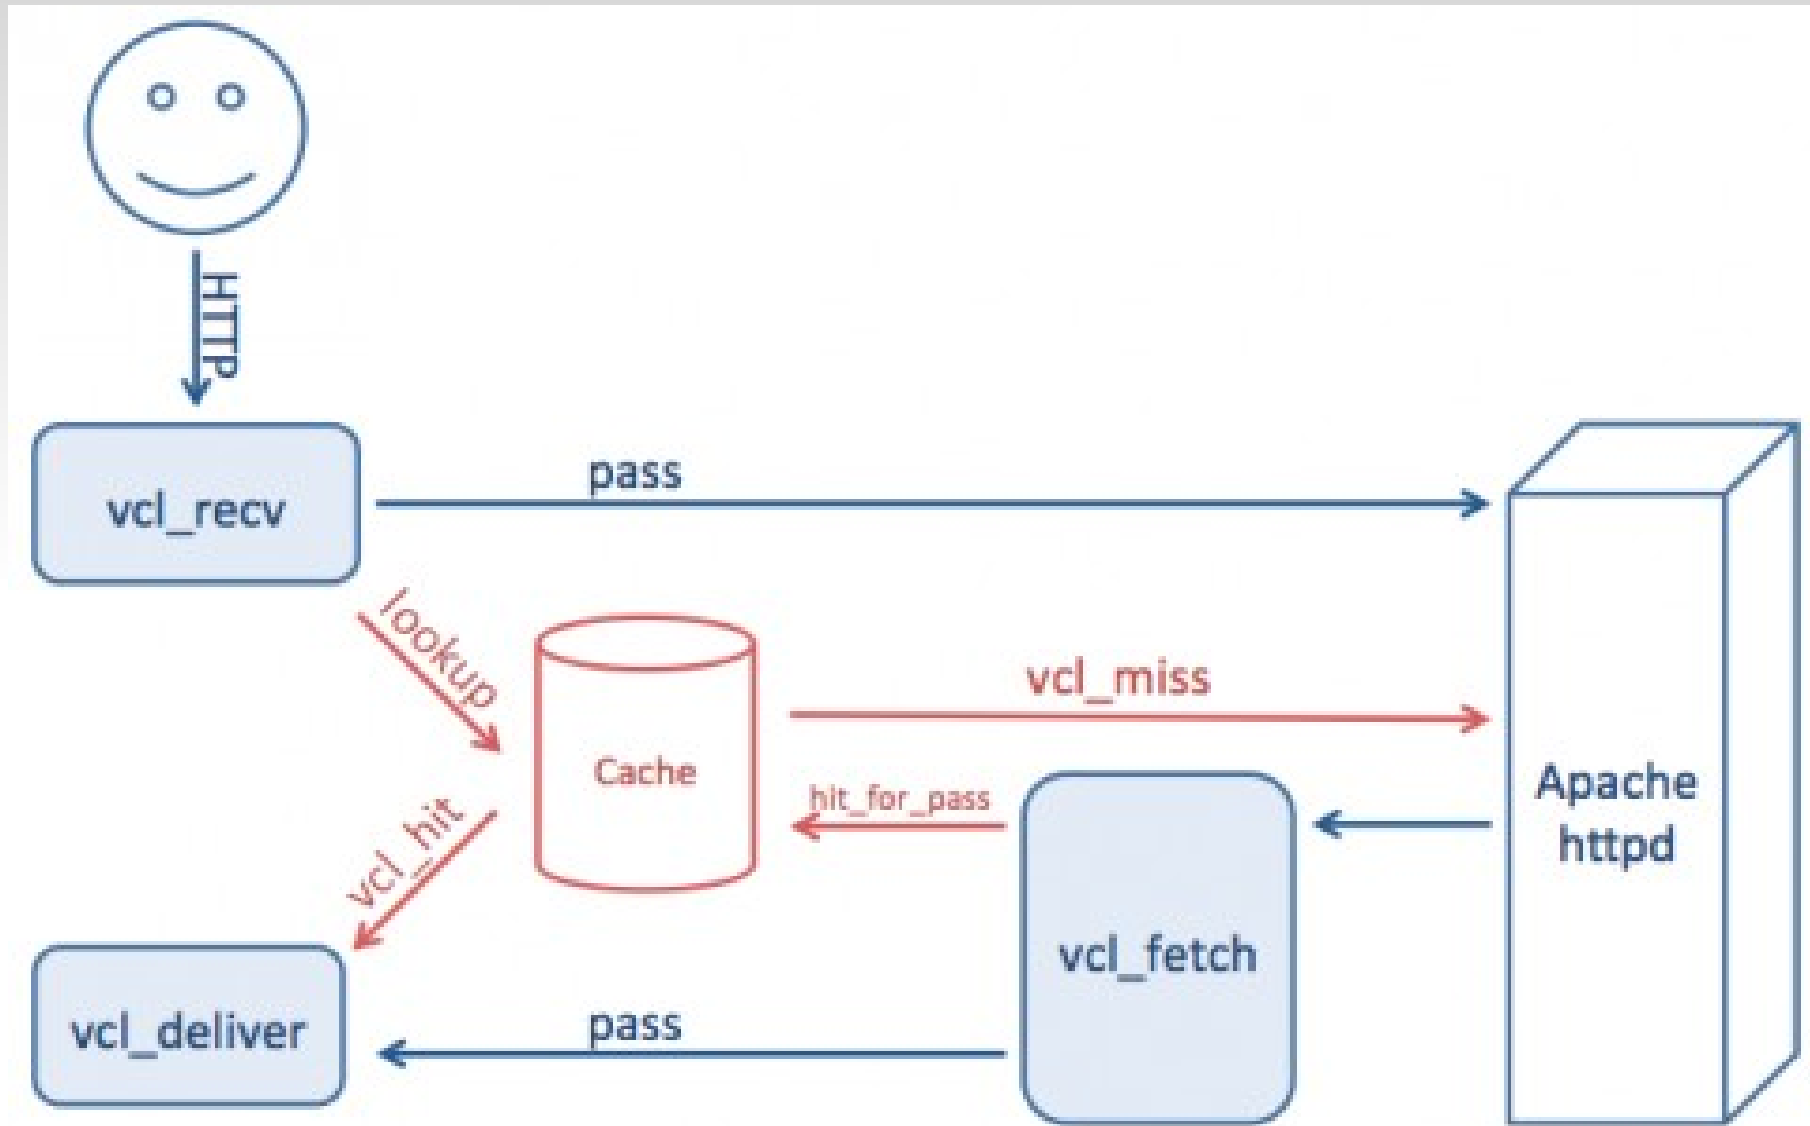 HTTP
vcl_recv
pass
lookup
Cache
vcl_miss
hit_for_pass
Apache
httpd
vcl_hit
vcl_fetch
vcl_deliver
pass